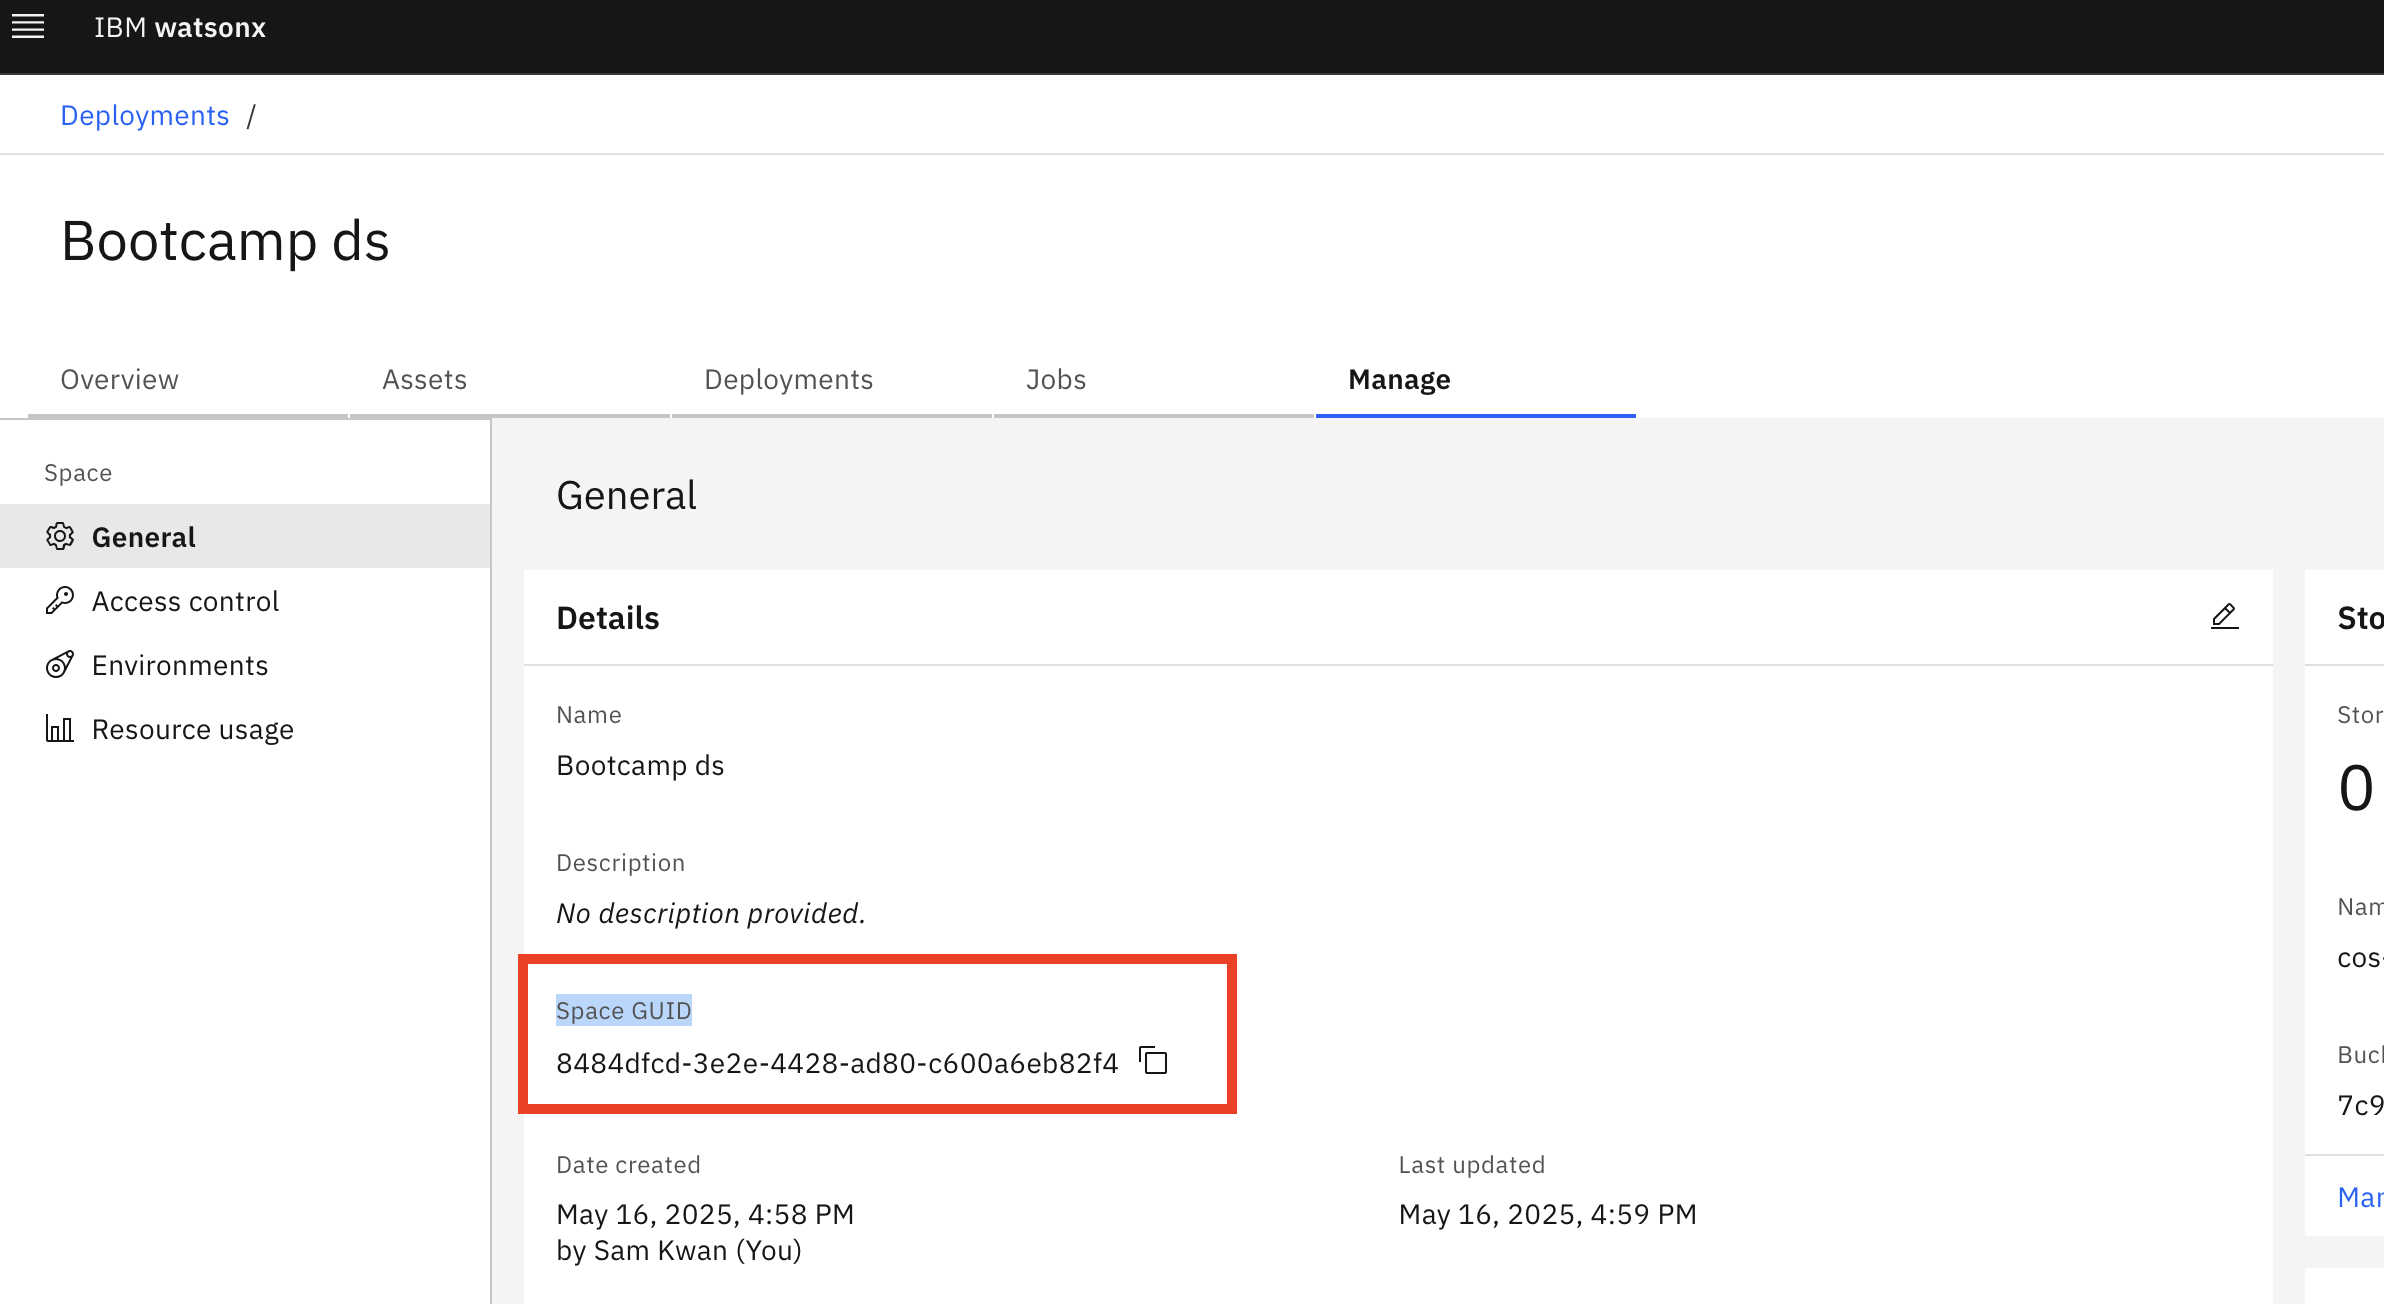 IBM watsonx
Deployments /
Bootcamp ds
Overview
Assets
Deployments
Jobs
Manage
Space
General
Access control
Environments
Resource usage
General
Details
Name
Bootcamp ds
Description
No description provided.
Space GUID
8484dfcd-3e2e-4428-ad80-c600a6eb82f4
Date created
May 16, 2025, 4:58 PM
by Sam Kwan (You)
Last updated
May 16, 2025, 4:59 PM
Sto
Stor
0
Nam
cos-
Buck
7c9
Man